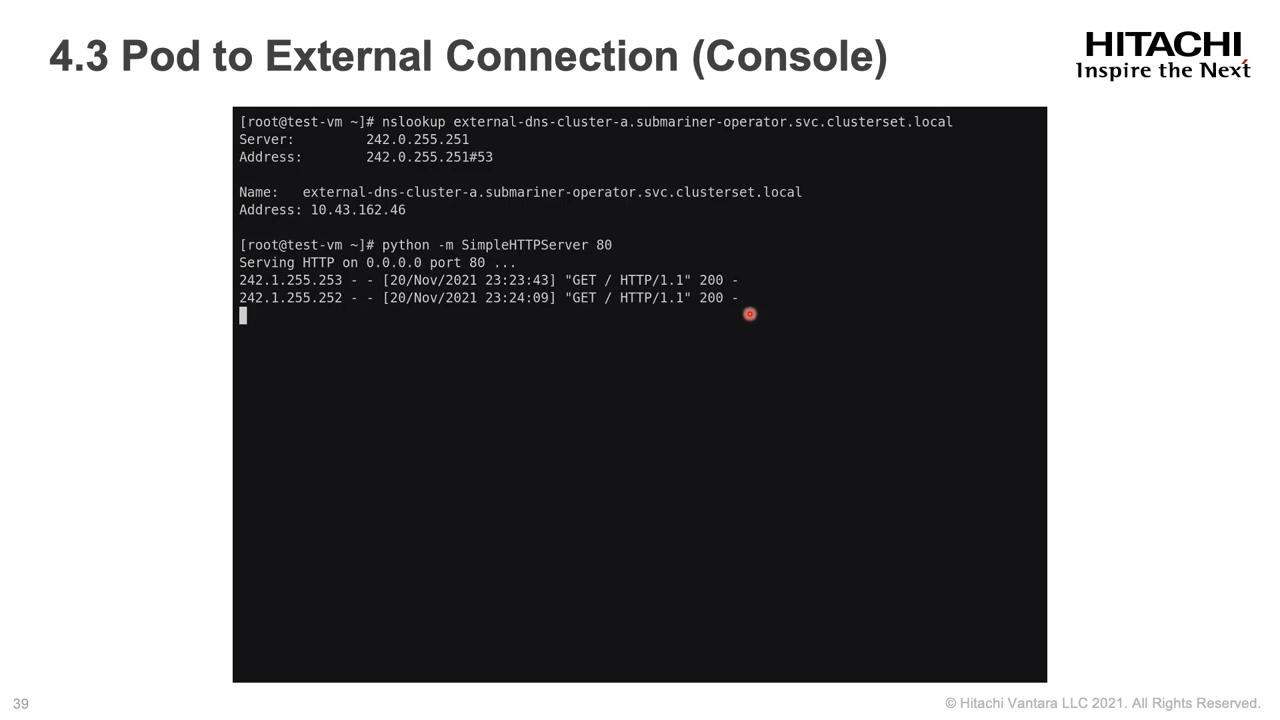 4.3 Pod to External Connection (Console)
HITACHI
Inspire the Next
[root@test-vm ~]# nslookup external-dns-cluster-a.submariner-operator.svc.clusterset.local
Server:         242.0.255.251
Address:        242.0.255.251#53
Name:   external-dns-cluster-a.submariner-operator.svc.clusterset.local
Address: 10.43.162.46
[root@test-vm ~]# python -m SimpleHTTPServer 80
Serving HTTP on 0.0.0.0 port 80 ...
242.1.255.253 - - [20/Nov/2021 23:23:43] "GET / HTTP/1.1" 200 -
242.1.255.252 - - [20/Nov/2021 23:24:09] "GET / HTTP/1.1" 200 -
39
© Hitachi Vantara LLC 2021. All Rights Reserved.